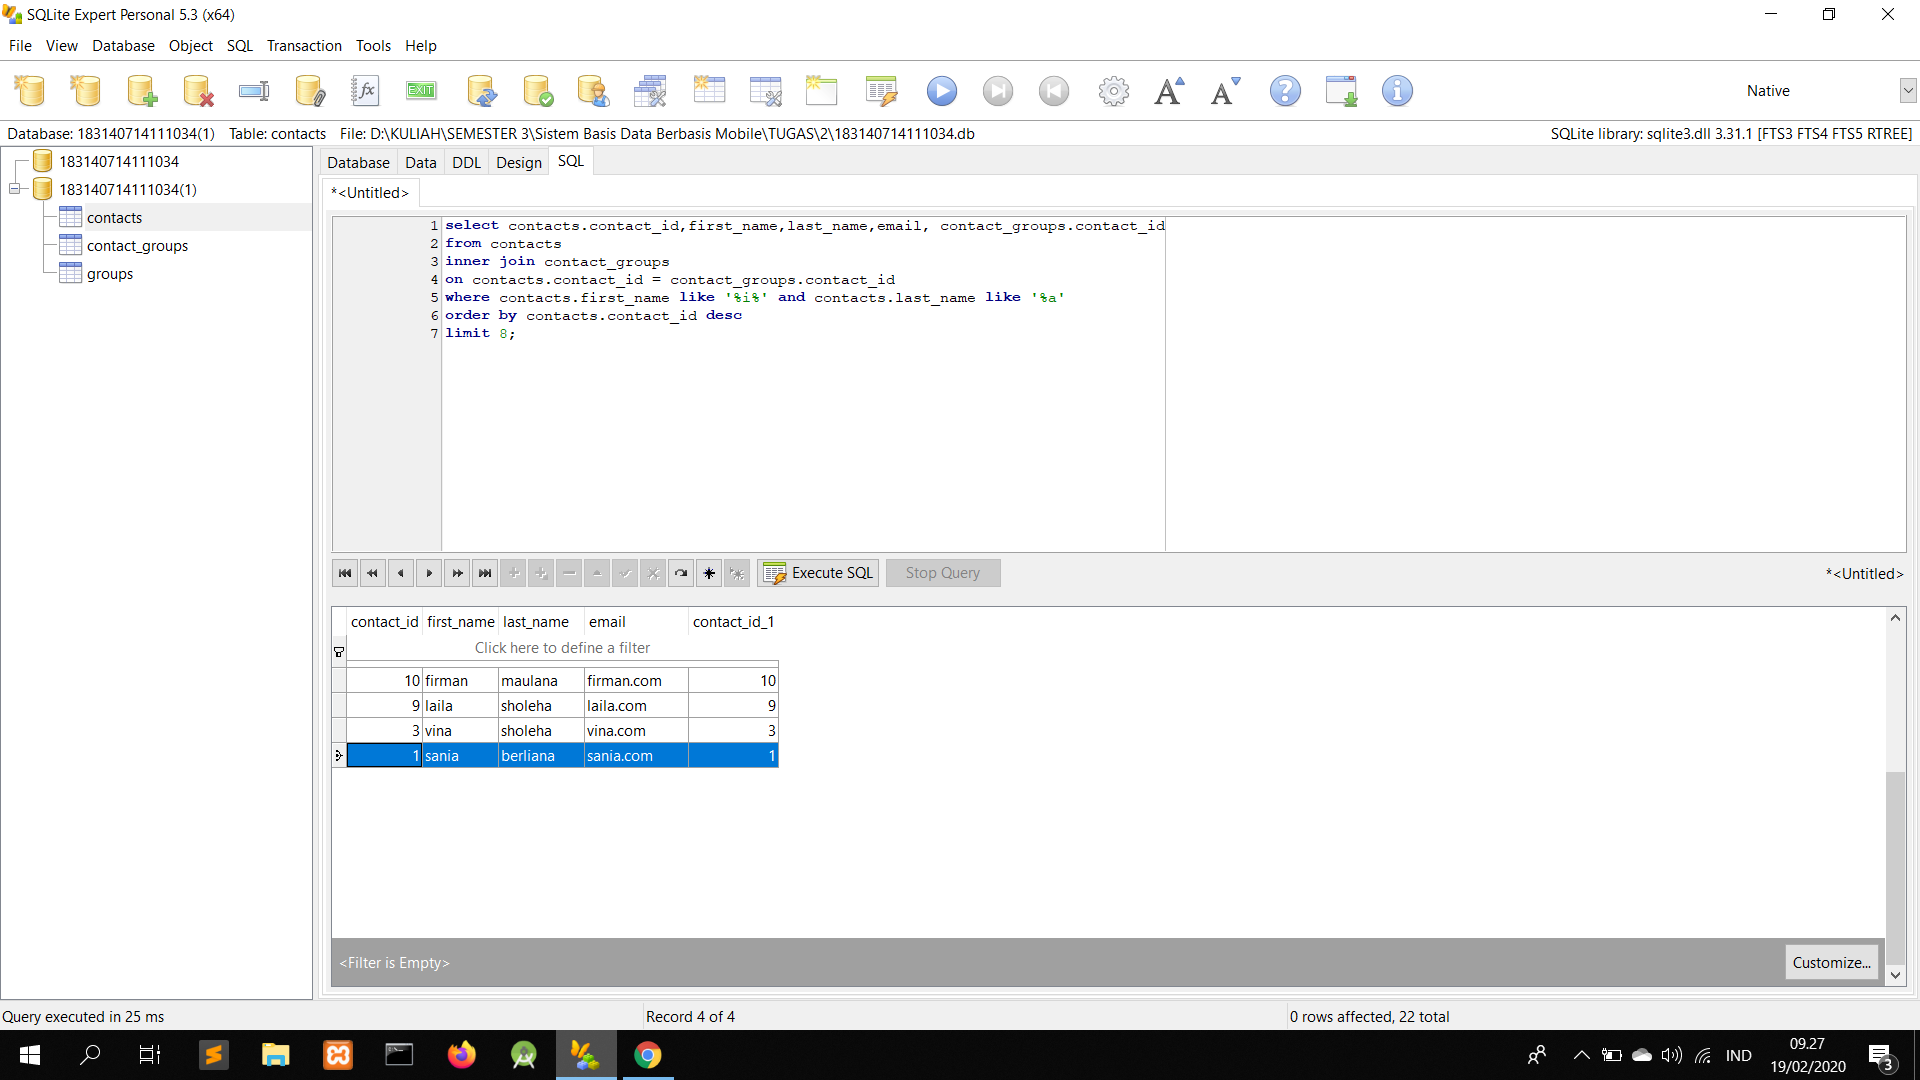 SQLite Expert Personal 5.3 (x64)
File View Database Object SQL Transaction Tools Help
fx EXIT A A ? i Native
Database: 183140714111034(1) Table: contacts File: D:\KULIAH\SEMESTER 3\Sistem Basis Data Berbasis Mobile\TUGAS\2\183140714111034.db SQLite library: sqlite3.dll 3.31.1 [FTS3 FTS4 FTS5 RTREE]
183140714111034
183140714111034(1)
contacts
contact_groups
groups
Database Data DDL Design SQL
*<Untitled>
1 select contacts.contact_id,first_name,last_name,email, contact_groups.contact_id
2 from contacts
3 inner join contact_groups
4 on contacts.contact_id = contact_groups.contact_id
5 where contacts.first_name like '%i%' and contacts.last_name like '%a'
6 order by contacts.contact_id desc
7 limit 8;
Execute SQL Stop Query *<Untitled>
contact_id first_name last_name email contact_id_1
Click here to define a filter
10 firman maulana firman.com 10
9 laila sholeha laila.com 9
3 vina sholeha vina.com 3
1 sania berliana sania.com 1
<Filter is Empty> Customize...
Query executed in 25 ms Record 4 of 4 0 rows affected, 22 total
IND 09.27
19/02/2020 3